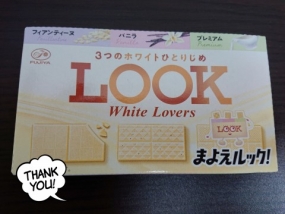 フィアンティーヌ バニラ プレミアム
FUJIYA
3つのホワイトひとりじめ
LOOK
White Lovers
LOOK
まよえルック!
THANK
YOU!